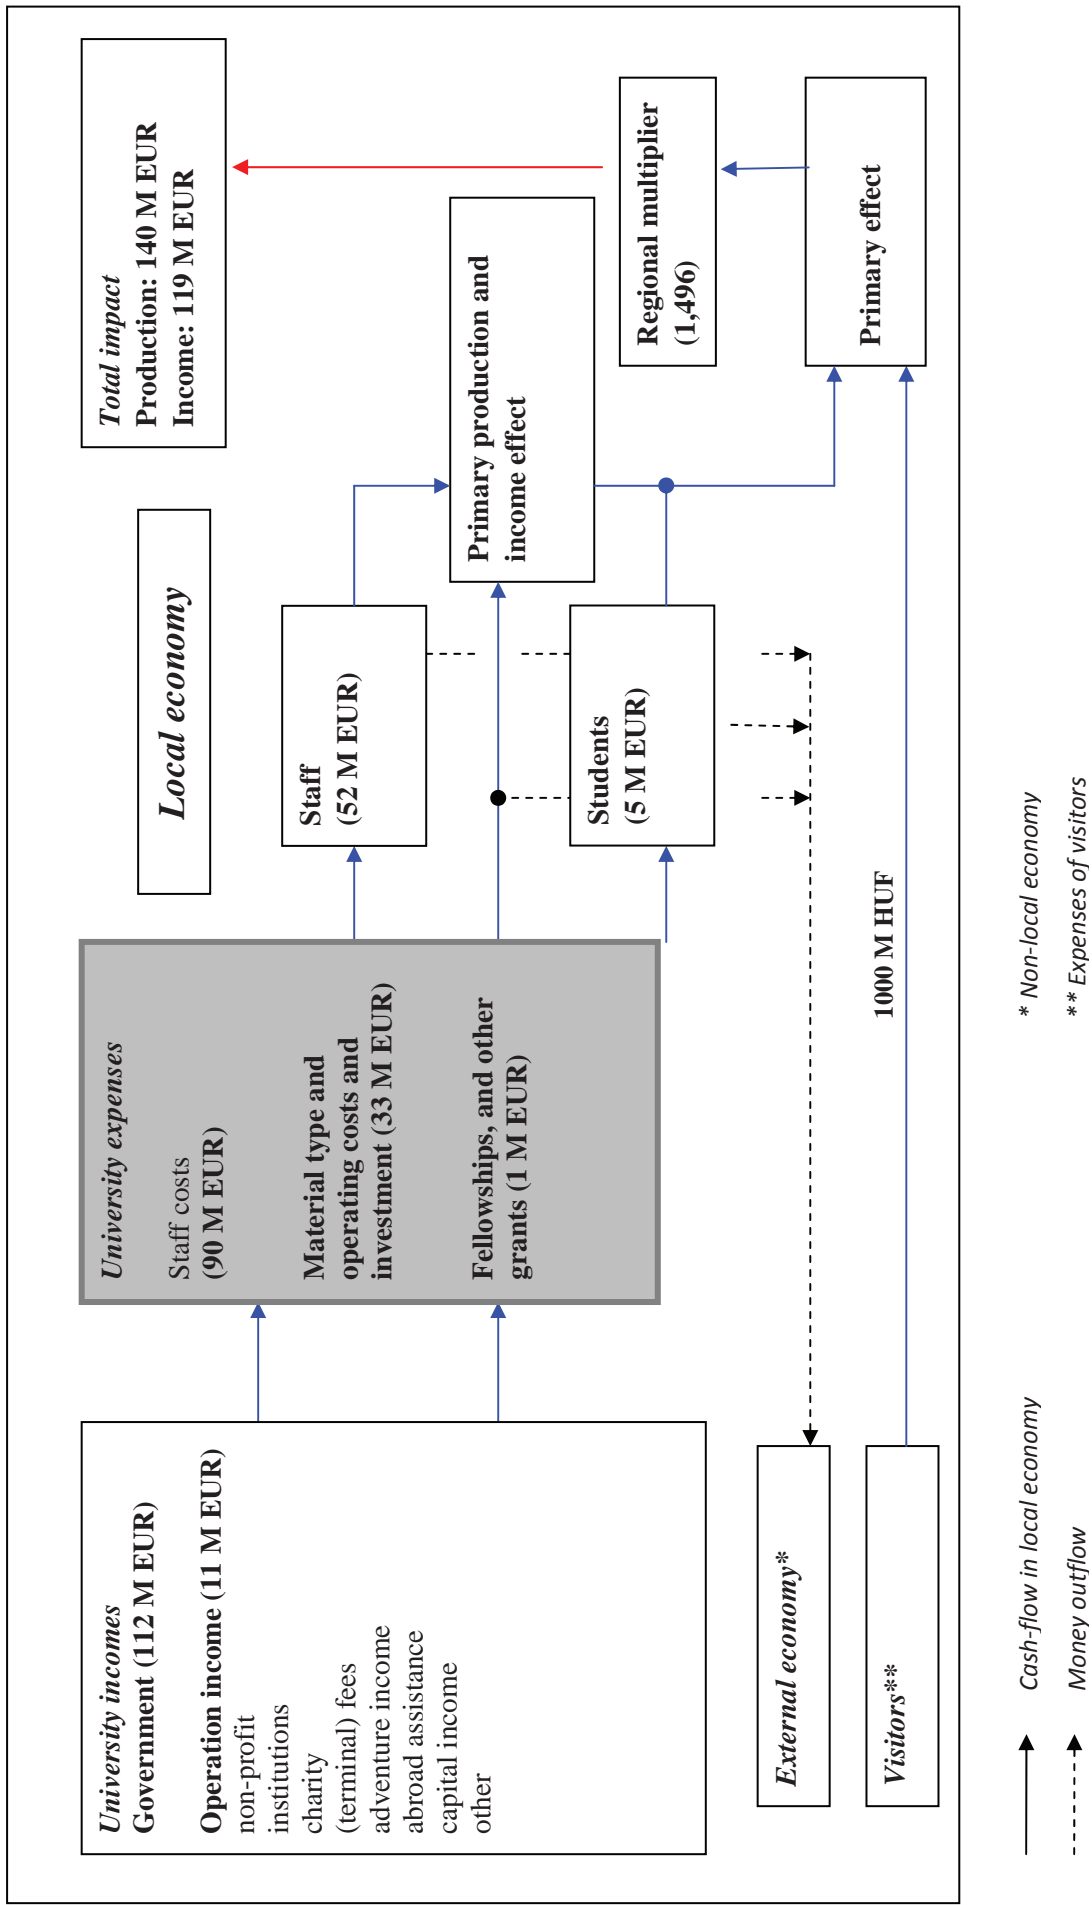 University incomes
Government (112 M EUR)
Operation income (11 M EUR)
non-profit
institutions
charity
(terminal) fees
adventure income
abroad assistance
capital income
other
University expenses
Staff costs
(90 M EUR)
Material type and
operating costs and
investment (33 M EUR)
Fellowships, and other
grants (1 M EUR)
Local economy
Staff
(52 M EUR)
Students
(5 M EUR)
Primary production and
income effect
Total impact
Production: 140 M EUR
Income: 119 M EUR
Regional multiplier
(1,496)
Primary effect
External economy*
Visitors**
1000 M HUF
Cash-flow in local economy
* Non-local economy
Money outflow
** Expenses of visitors